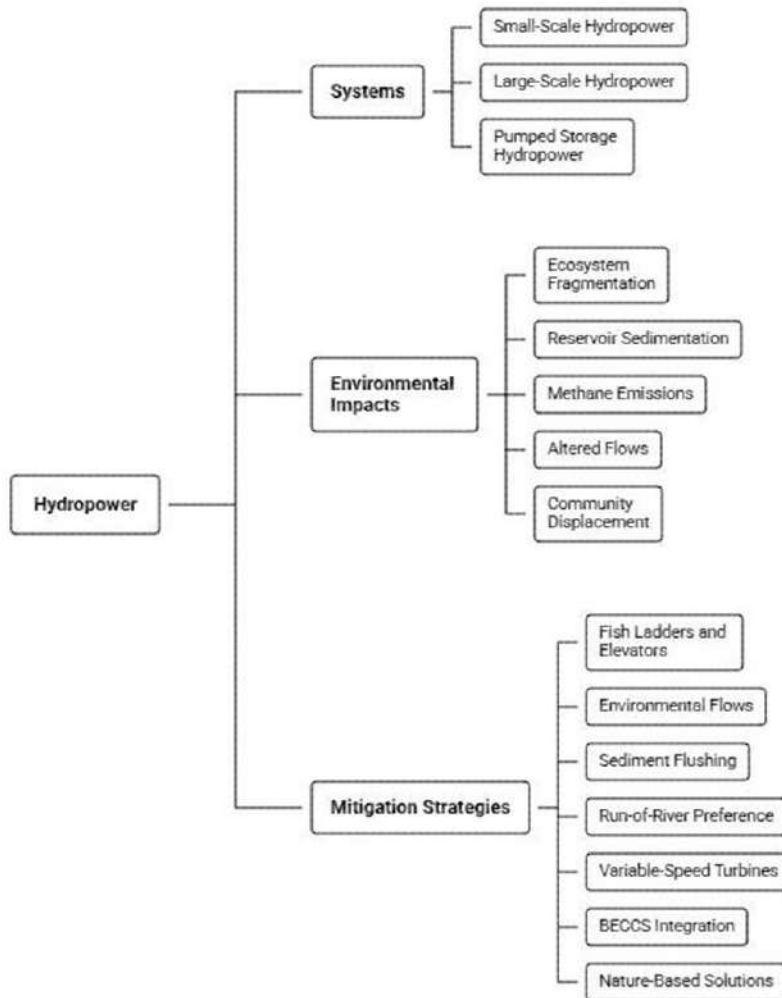 Small-Scale Hydropower
Systems
Large-Scale Hydropower
Pumped Storage
Hydropower
Ecosystem
Fragmentation
Reservoir Sedimentation
Environmental
Impacts
Methane Emissions
Altered Flows
Community
Displacement
Hydropower
Fish Ladders and
Elevators
Environmental Flows
Sediment Flushing
Mitigation Strategies
Run-of-River Preference
Variable-Speed Turbines
BECCS Integration
Nature-Based Solutions